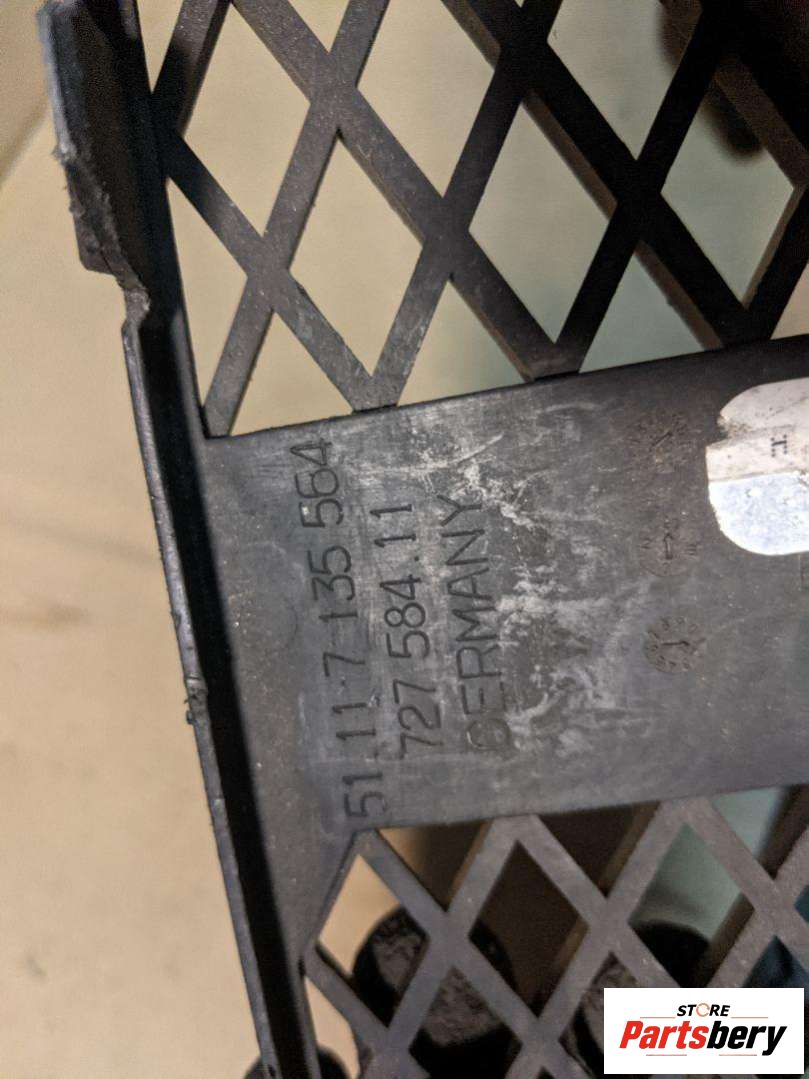 51.11-7 135 564
727 584.11
GERMANY
H
STORE
Partsbery